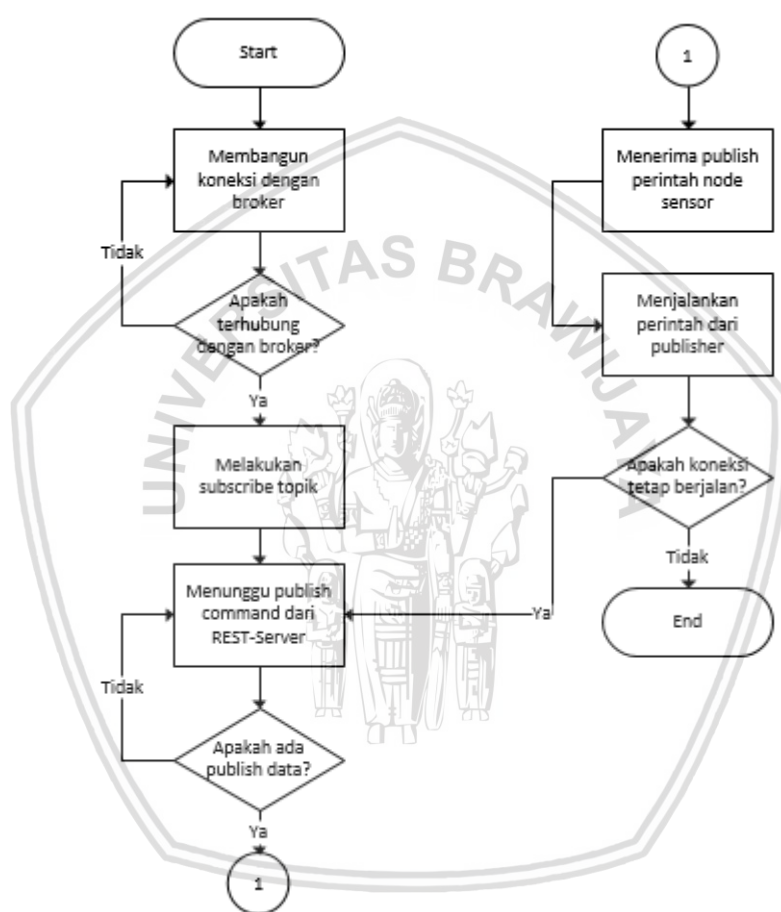 Start
Membangun
koneksi dengan
broker
Tidak
Apakah
terhubung
dengan broker?
Ya
Melakukan
subscribe topik
Menunggu publish
command dari
REST-Server
Tidak
Apakah ada
publish data?
Ya
1
1
Menerima publish
perintah node
sensor
Menjalankan
perintah dari
publisher
Apakah koneksi
tetap berjalan?
Ya
Tidak
End
UNIVERSITAS BRAWIJAYA